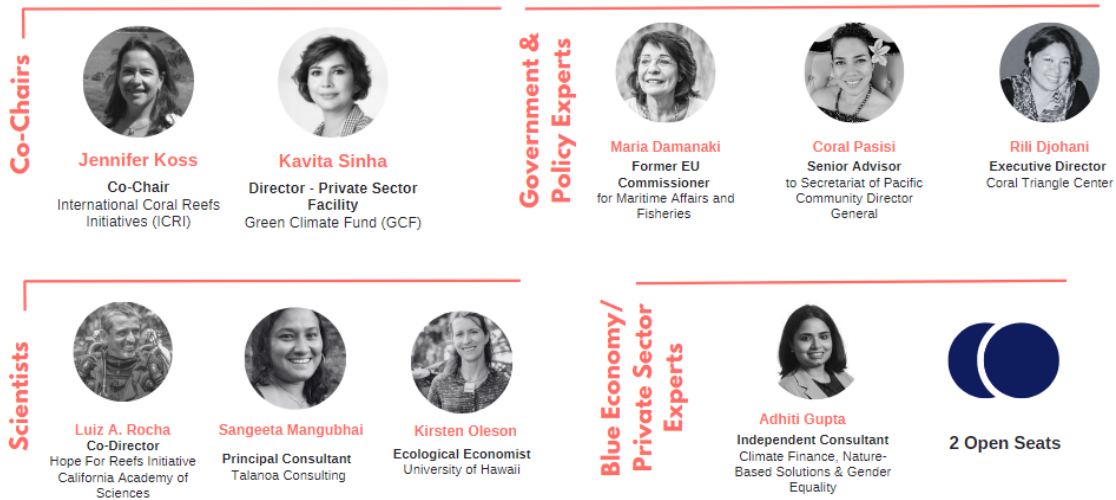 Co-Chairs
Jennifer Koss
Co-Chair
International Coral Reefs
Initiatives (ICRI)
Kavita Sinha
Director - Private Sector
Facility
Green Climate Fund (GCF)
Government &
Policy Experts
Maria Damanaki
Former EU
Commissioner
for Maritime Affairs and
Fisheries
Coral Pasisi
Senior Advisor
to Secretariat of Pacific
Community Director
General
Rili Djohani
Executive Director
Coral Triangle Center
Scientists
Luiz A. Rocha
Co-Director
Hope For Reefs Initiative
California Academy of
Sciences
Sangeeta Mangubhai
Principal Consultant
Talanoa Consulting
Kirsten Oleson
Ecological Economist
University of Hawaii
Blue Economy/
Private Sector
Experts
Adhiti Gupta
Independent Consultant
Climate Finance, Nature-
Based Solutions & Gender
Equality
2 Open Seats